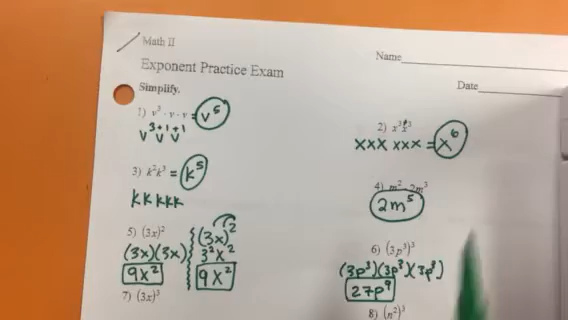 Math II
Name
Exponent Practice Exam
Date
Simplify.
1) v³ · v · v = v⁵
v³⁺¹v⁺¹v
2) x³x³
xxx xxx = x⁶
3) k²k³ = k⁵
kkkkk
4) m² · 2m³
2m⁵
5) (3x)² (3x)²
(3x)(3x) 3²x²
9x² 9x²
6) (3p³)³
(3p³)(3p³)(3p³)
27p⁹
7) (3x)³
8) (n²)³